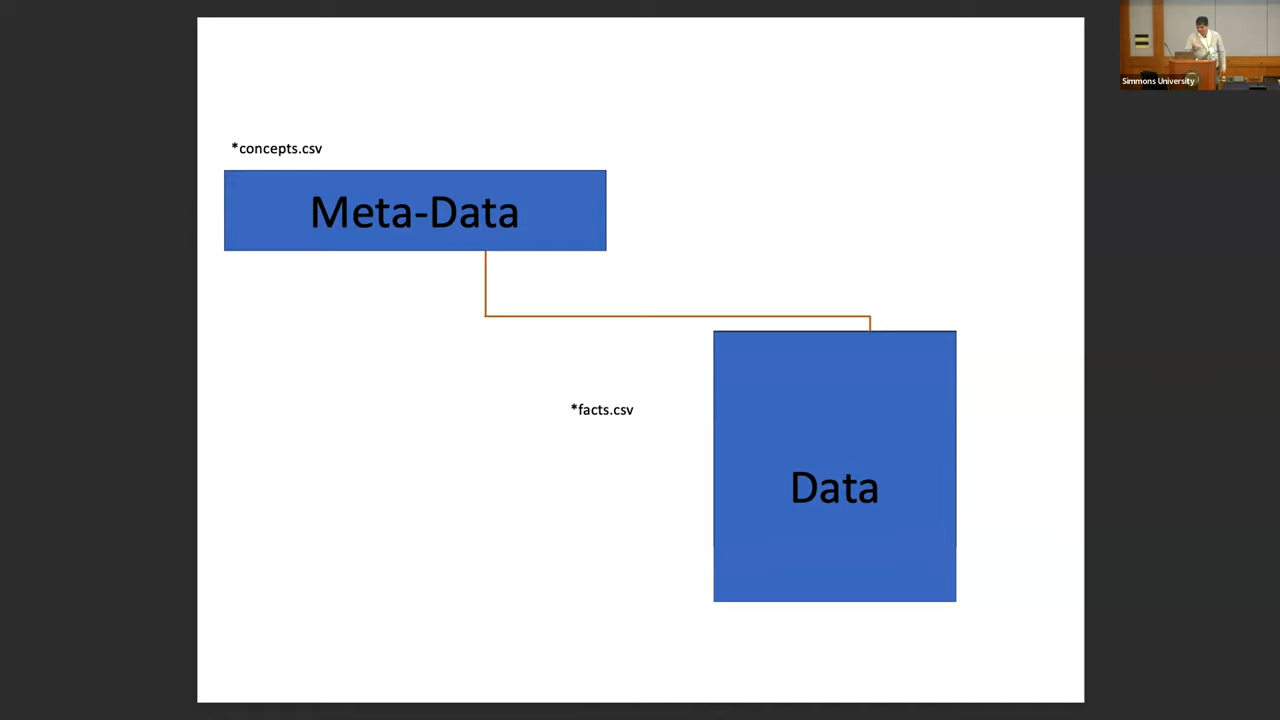 *concepts.csv
Meta-Data
*facts.csv
Data
Simmons University